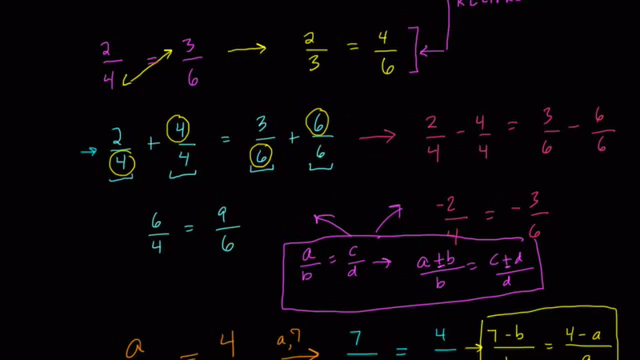 2/4 = 3/6 → 2/3 = 4/6
→ 2/4 + 4/4 = 3/6 + 6/6 → 2/4 - 4/4 = 3/6 - 6/6
6/4 = 9/6
-2/4 = -3/6
a/b = c/d → a±b/b = c±d/d
a = 4 a,7 7 = 4 → 7-b = 4-a/a